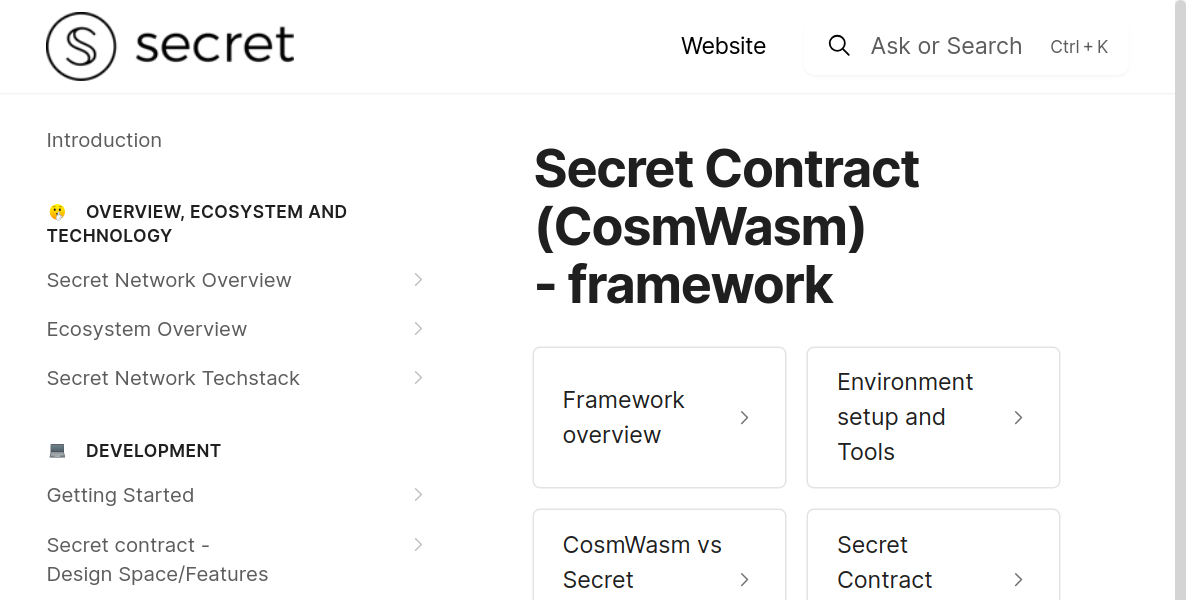 secret
Website
Ask or Search
Ctrl + K
Introduction
OVERVIEW, ECOSYSTEM AND
TECHNOLOGY
Secret Network Overview
Ecosystem Overview
Secret Network Techstack
DEVELOPMENT
Getting Started
Secret contract -
Design Space/Features
Secret Contract
(CosmWasm)
- framework
Framework
overview
Environment
setup and
Tools
CosmWasm vs
Secret
Secret
Contract